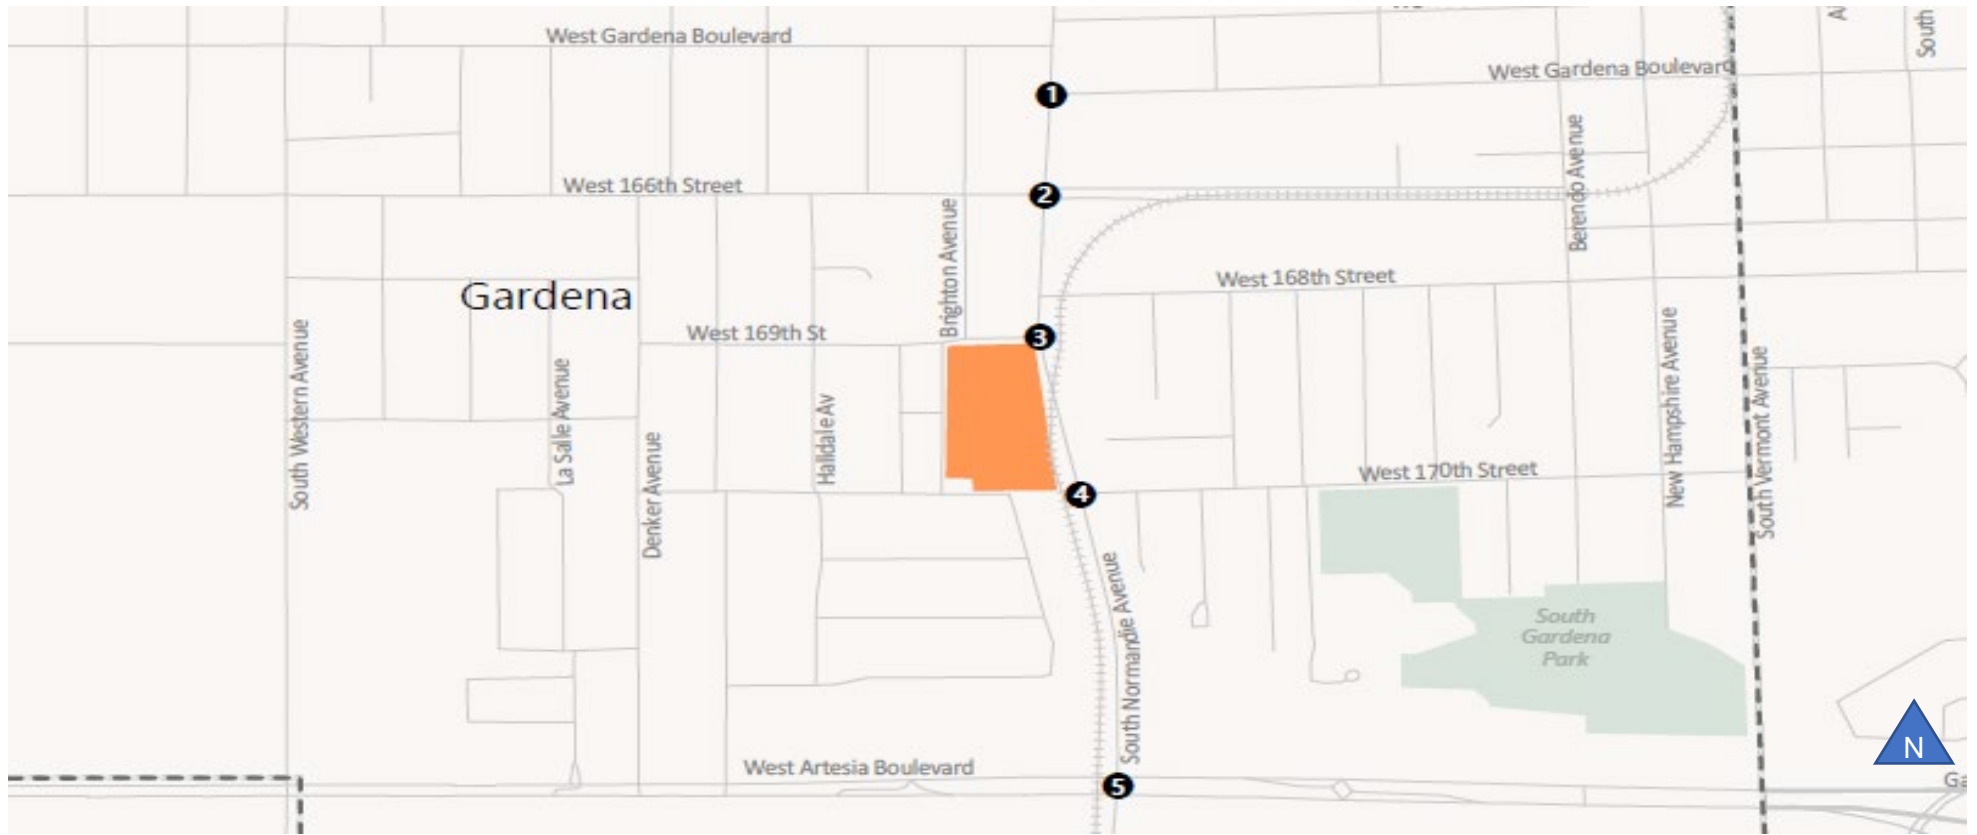 West Gardena Boulevard
West Gardena Boulevard
South
1
Berendo Avenue
West 166th Street
2
Brighton Avenue
West 168th Street
Gardena
West 169th St
3
South Western Avenue
La Salle Avenue
Halldale Av
Denker Avenue
New Hampshire Avenue
South Vermont Avenue
West 170th Street
4
South Normandie Avenue
South
Gardena
Park
N
West Artesia Boulevard
5
Ga